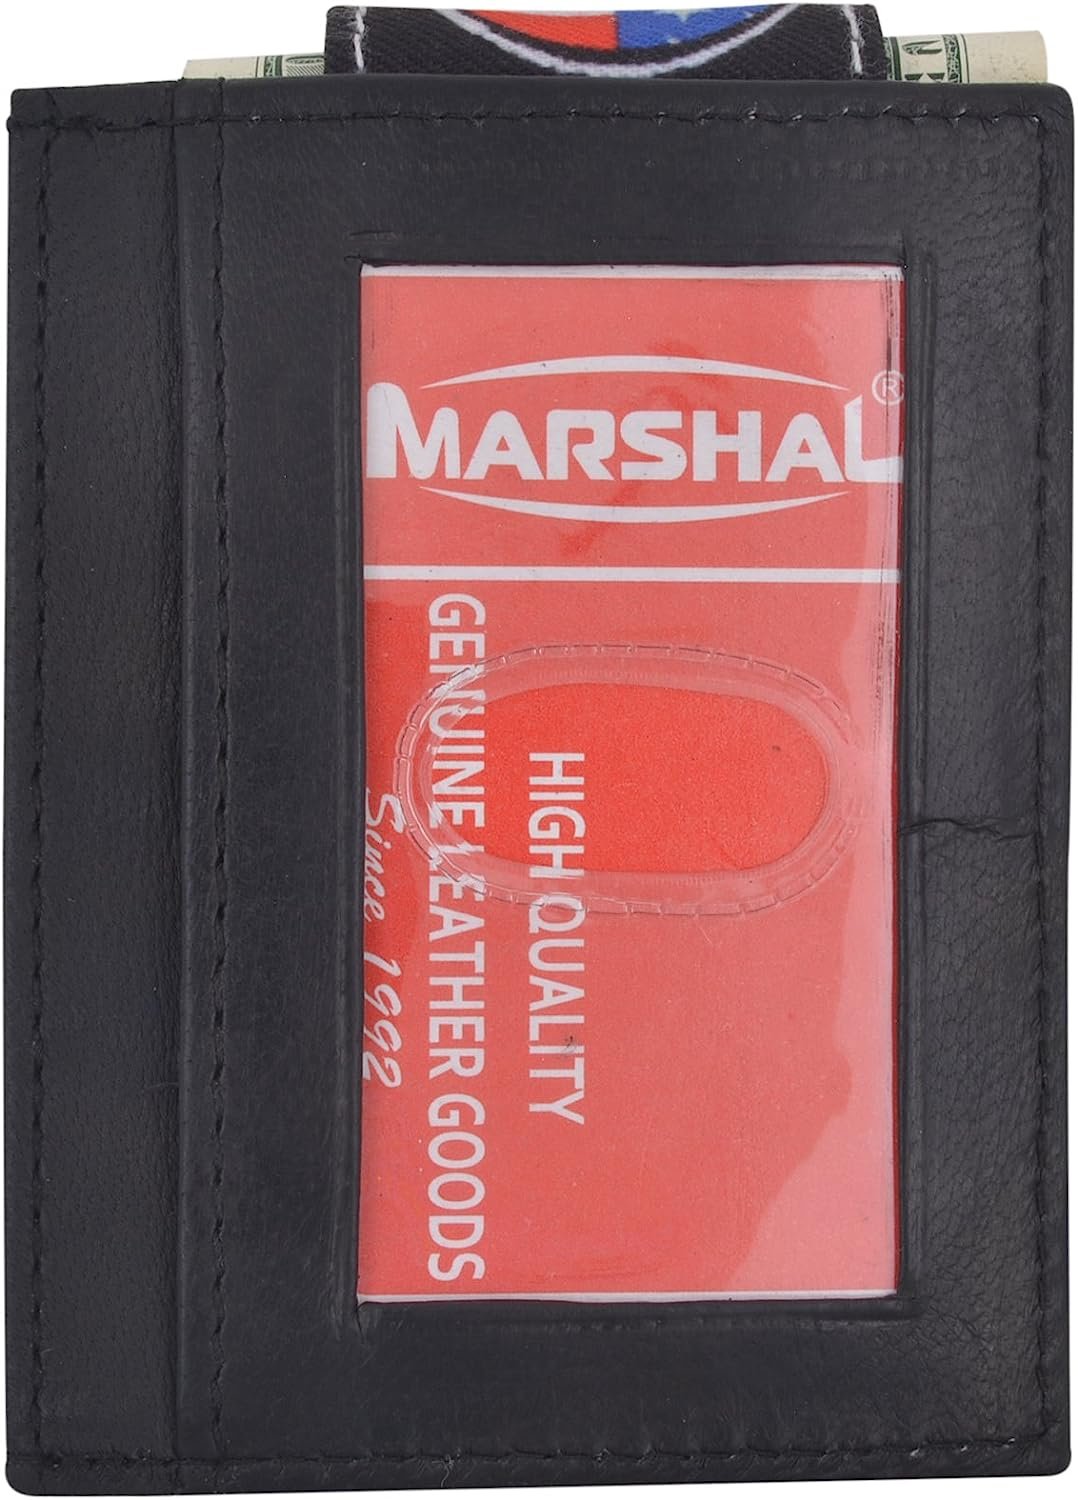 MARSHAL®
HIGH QUALITY
GENUINE LEATHER GOODS
Since 1992